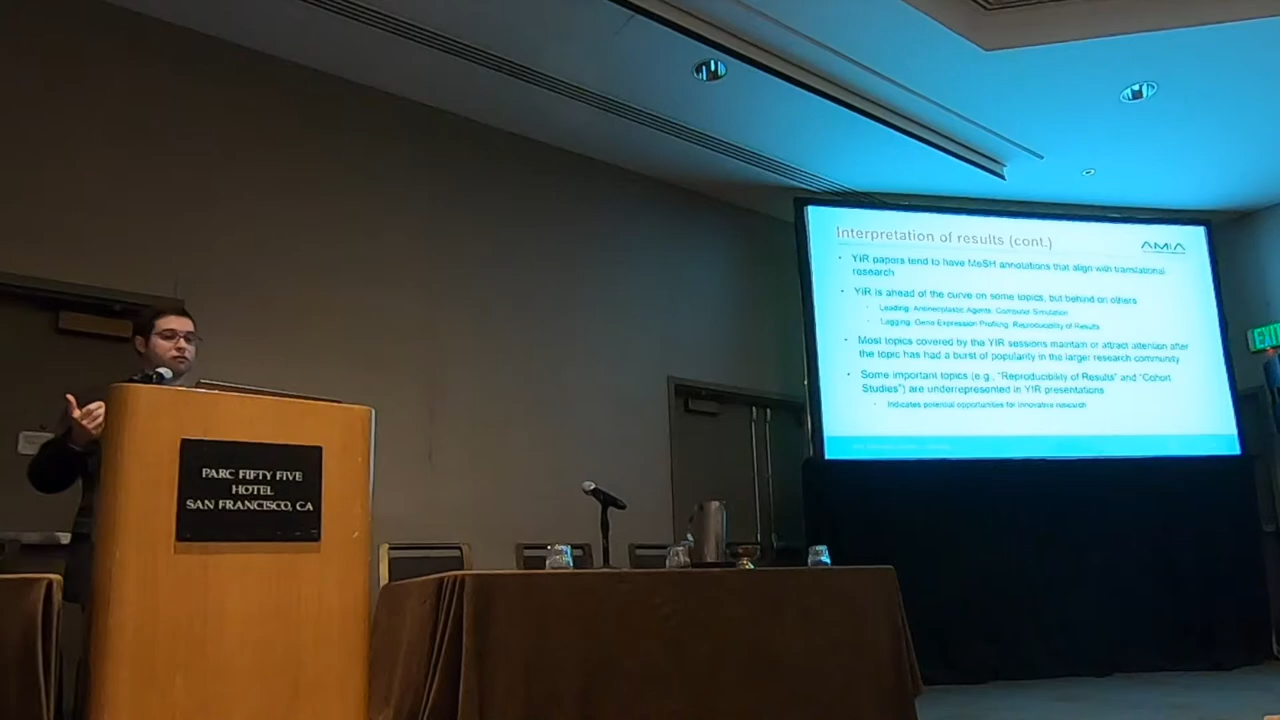 Interpretation of results (cont.)
AMIA
• YIR papers tend to have MeSH annotations that align with translational
research
• YIR is ahead of the curve on some topics, but behind on others
◦ Leading: Antineoplastic Agents, Computer Simulation
◦ Lagging: Gene Expression Profiling, Reproducibility of Results
• Most topics covered by the YIR sessions maintain or attract attention after
the topic has had a burst of popularity in the larger research community
• Some important topics (e.g., "Reproducibility of Results" and "Cohort
Studies") are underrepresented in YIR presentations
◦ Indicates potential opportunities for innovative research
EXIT
PARC FIFTY FIVE
HOTEL
SAN FRANCISCO, CA